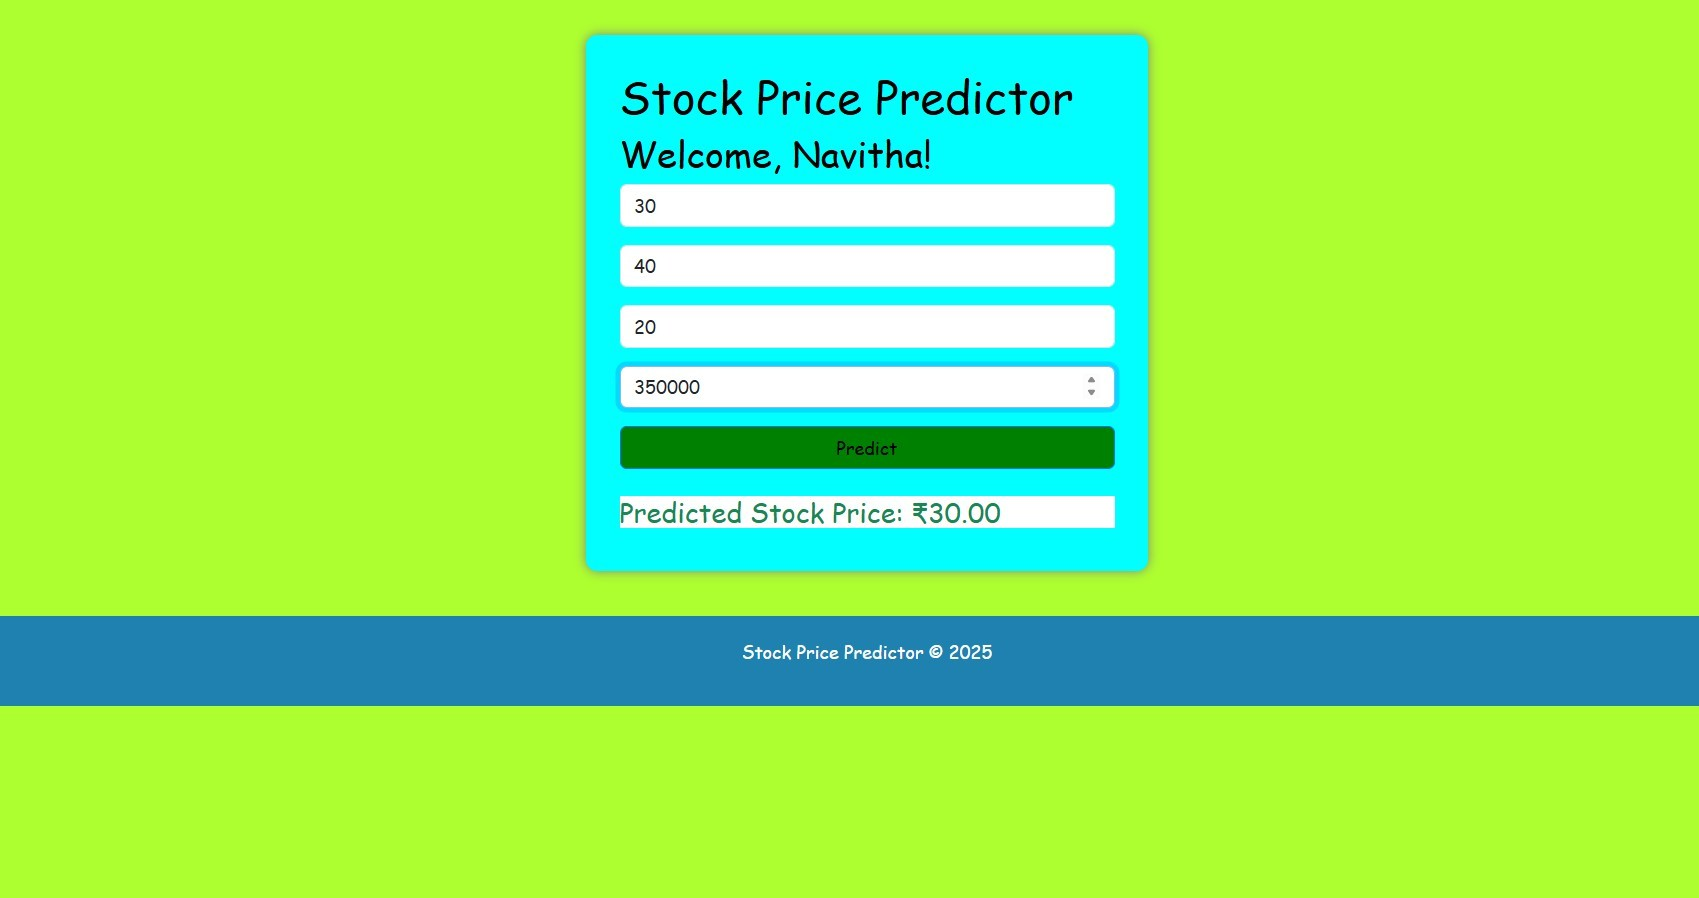 Stock Price Predictor
Welcome, Navitha!
30
40
20
350000
Predict
Predicted Stock Price: ₹30.00
Stock Price Predictor © 2025